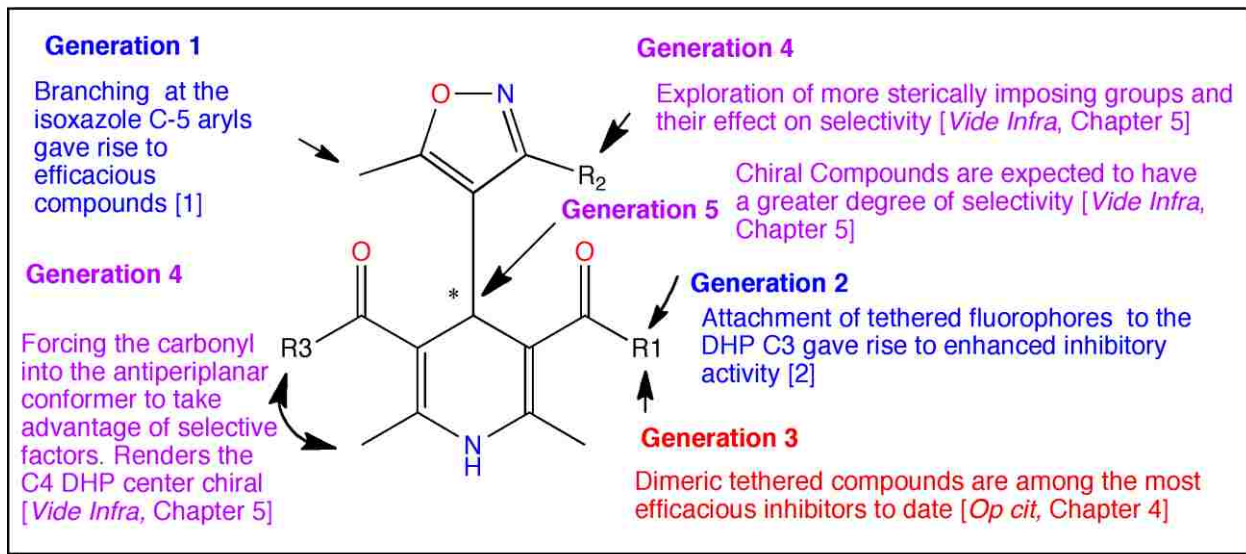 Generation 1
Branching at the
isoxazole C-5 aryls
gave rise to
efficacious
compounds [1]
Generation 4
Exploration of more sterically imposing groups and
their effect on selectivity [Vide Infra, Chapter 5]
O
N
R2
Chiral Compounds are expected to have
a greater degree of selectivity [Vide Infra,
Chapter 5]
Generation 5
O
O
*
Generation 4
Forcing the carbonyl
into the antiperiplanar
conformer to take
advantage of selective
factors. Renders the
C4 DHP center chiral
[Vide Infra, Chapter 5]
R3
R1
N
H
Generation 2
Attachment of tethered fluorophores to the
DHP C3 gave rise to enhanced inhibitory
activity [2]
Generation 3
Dimeric tethered compounds are among the most
efficacious inhibitors to date [Op cit, Chapter 4]